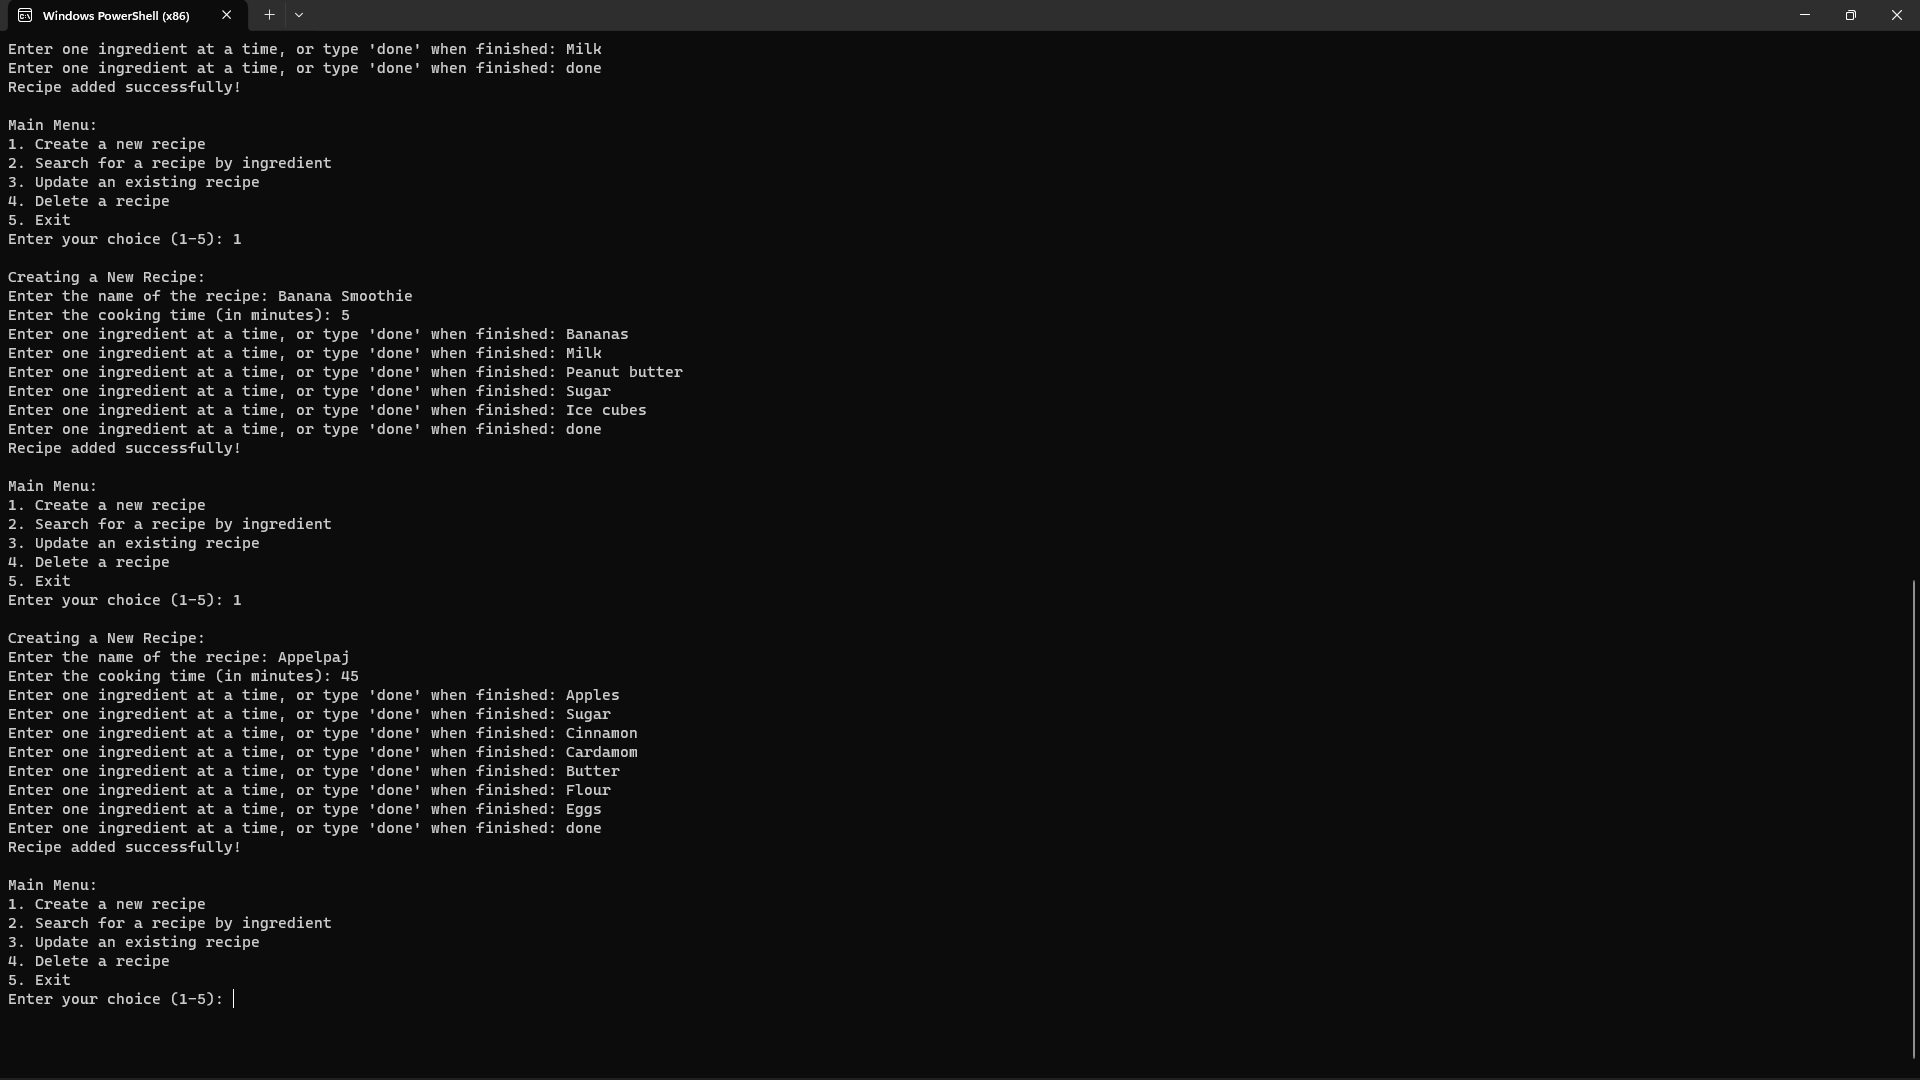 Windows PowerShell (x86)
Enter one ingredient at a time, or type 'done' when finished: Milk
Enter one ingredient at a time, or type 'done' when finished: done
Recipe added successfully!
Main Menu:
1. Create a new recipe
2. Search for a recipe by ingredient
3. Update an existing recipe
4. Delete a recipe
5. Exit
Enter your choice (1-5): 1
Creating a New Recipe:
Enter the name of the recipe: Banana Smoothie
Enter the cooking time (in minutes): 5
Enter one ingredient at a time, or type 'done' when finished: Bananas
Enter one ingredient at a time, or type 'done' when finished: Milk
Enter one ingredient at a time, or type 'done' when finished: Peanut butter
Enter one ingredient at a time, or type 'done' when finished: Sugar
Enter one ingredient at a time, or type 'done' when finished: Ice cubes
Enter one ingredient at a time, or type 'done' when finished: done
Recipe added successfully!
Main Menu:
1. Create a new recipe
2. Search for a recipe by ingredient
3. Update an existing recipe
4. Delete a recipe
5. Exit
Enter your choice (1-5): 1
Creating a New Recipe:
Enter the name of the recipe: Appelpaj
Enter the cooking time (in minutes): 45
Enter one ingredient at a time, or type 'done' when finished: Apples
Enter one ingredient at a time, or type 'done' when finished: Sugar
Enter one ingredient at a time, or type 'done' when finished: Cinnamon
Enter one ingredient at a time, or type 'done' when finished: Cardamom
Enter one ingredient at a time, or type 'done' when finished: Butter
Enter one ingredient at a time, or type 'done' when finished: Flour
Enter one ingredient at a time, or type 'done' when finished: Eggs
Enter one ingredient at a time, or type 'done' when finished: done
Recipe added successfully!
Main Menu:
1. Create a new recipe
2. Search for a recipe by ingredient
3. Update an existing recipe
4. Delete a recipe
5. Exit
Enter your choice (1-5):